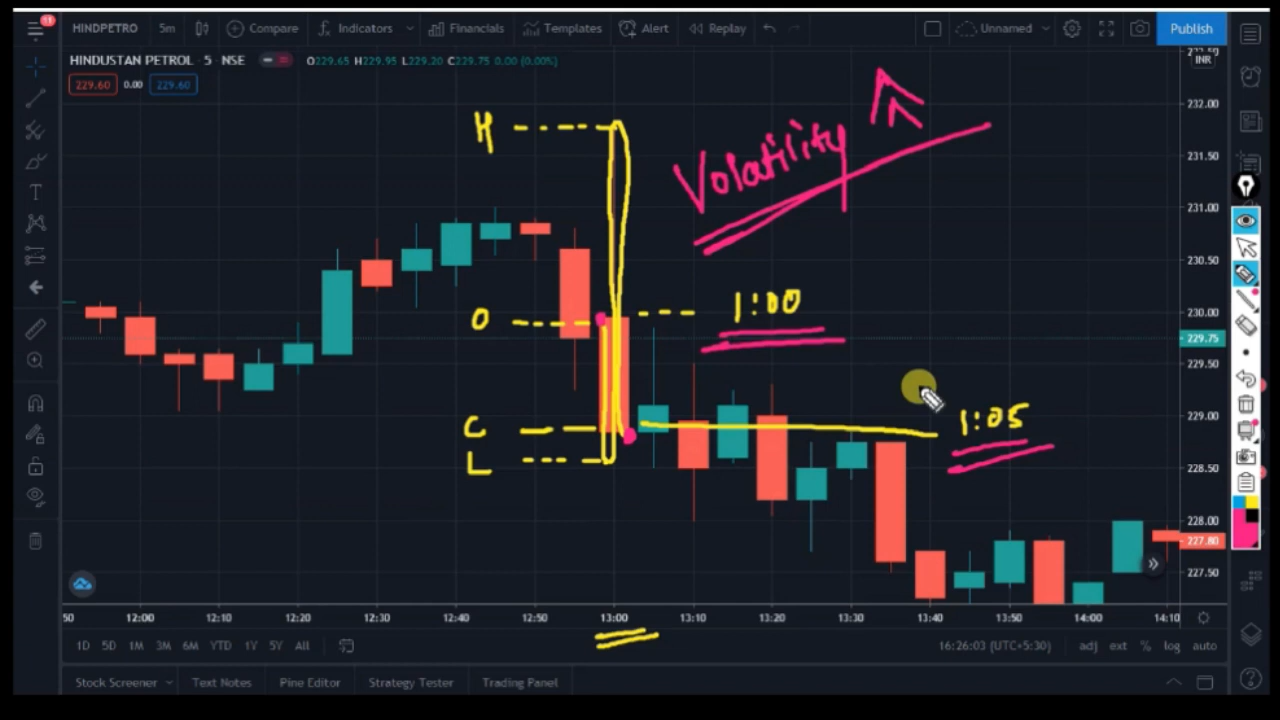 11
HINDPETRO 5m Compare Indicators Financials Templates Alert Replay Unnamed Publish
HINDUSTAN PETROL · 5 · NSE O229.65 H229.95 L229.20 C229.75 0.00 (0.00%)
INR
229.60 0.00 229.60
232.00
H
Volatility
231.50
231.00
230.50
1:00
230.00
O
229.75
229.50
229.00
1:05
C
L
228.50
228.00
227.80
227.50
50 12:00 12:10 12:20 12:30 12:40 12:50 13:00 13:10 13:20 13:30 13:40 13:50 14:00 14:10
1D 5D 1M 3M 6M YTD 1Y 5Y All 16:26:03 (UTC+5:30) adj ext % log auto
Stock Screener Text Notes Pine Editor Strategy Tester Trading Panel